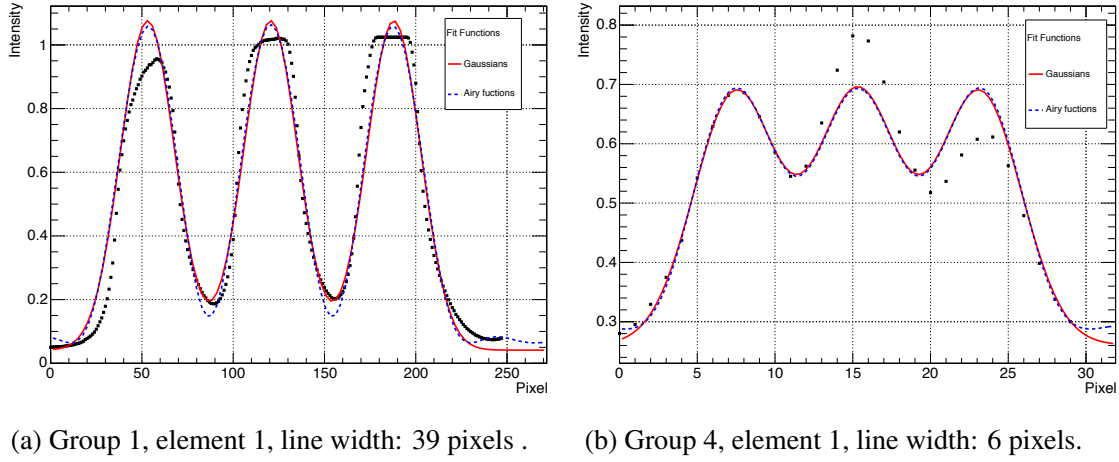 Intensity
Fit Functions
Gaussians
Airy fuctions
1
0.8
0.6
0.4
0.2
0
0 50 100 150 200 250
Pixel
Intensity
Fit Functions
Gaussians
Airy fuctions
0.8
0.7
0.6
0.5
0.4
0.3
0 5 10 15 20 25 30
Pixel
(a) Group 1, element 1, line width: 39 pixels .
(b) Group 4, element 1, line width: 6 pixels.